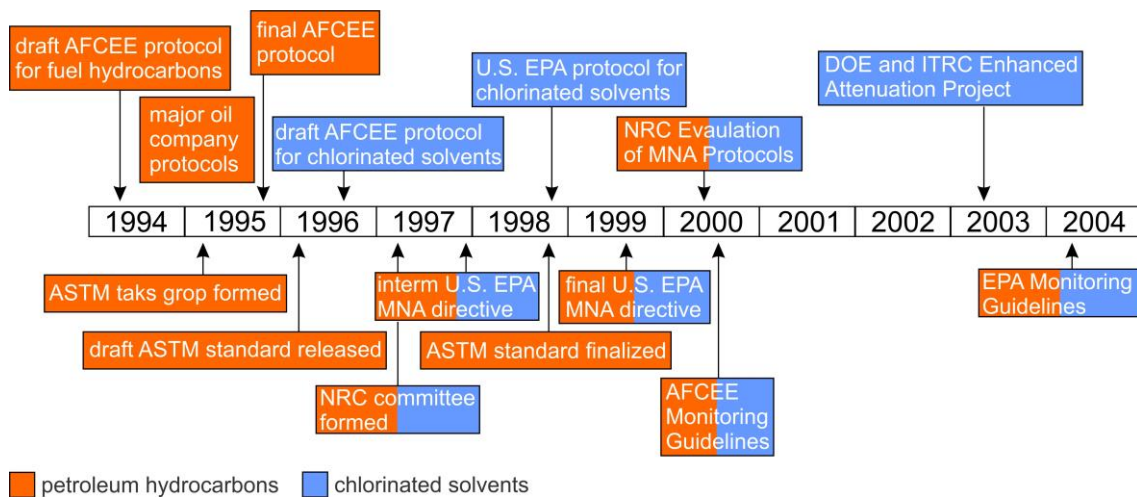 draft AFCEE protocol
for fuel hydrocarbons
final AFCEE
protocol
major oil
company
protocols
draft AFCEE protocol
for chlorinated solvents
U.S. EPA protocol for
chlorinated solvents
NRC Evaulation
of MNA Protocols
DOE and ITRC Enhanced
Attenuation Project
1994 1995 1996 1997 1998 1999 2000 2001 2002 2003 2004
ASTM taks grop formed
draft ASTM standard released
interm U.S. EPA
MNA directive
NRC committee
formed
ASTM standard finalized
final U.S. EPA
MNA directive
AFCEE
Monitoring
Guidelines
EPA Monitoring
Guidelines
petroleum hydrocarbons
chlorinated solvents